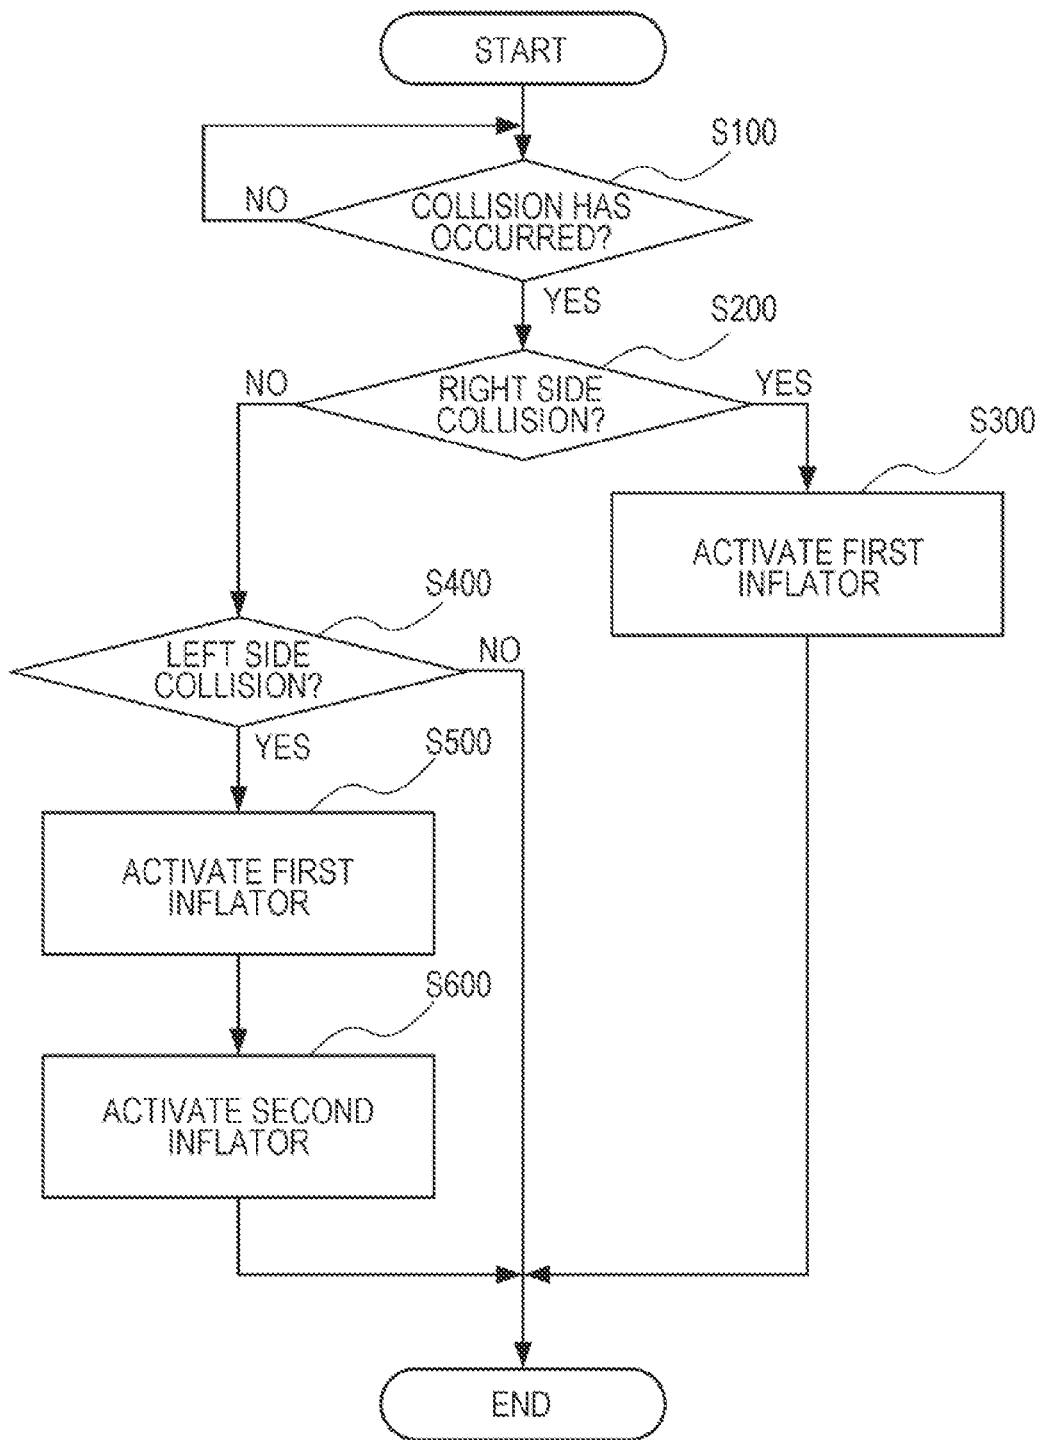 START
S100
NO
COLLISION HAS
OCCURRED?
YES
S200
NO
RIGHT SIDE
COLLISION?
YES
S300
ACTIVATE FIRST
INFLATOR
S400
LEFT SIDE
COLLISION?
NO
YES
S500
ACTIVATE FIRST
INFLATOR
S600
ACTIVATE SECOND
INFLATOR
END